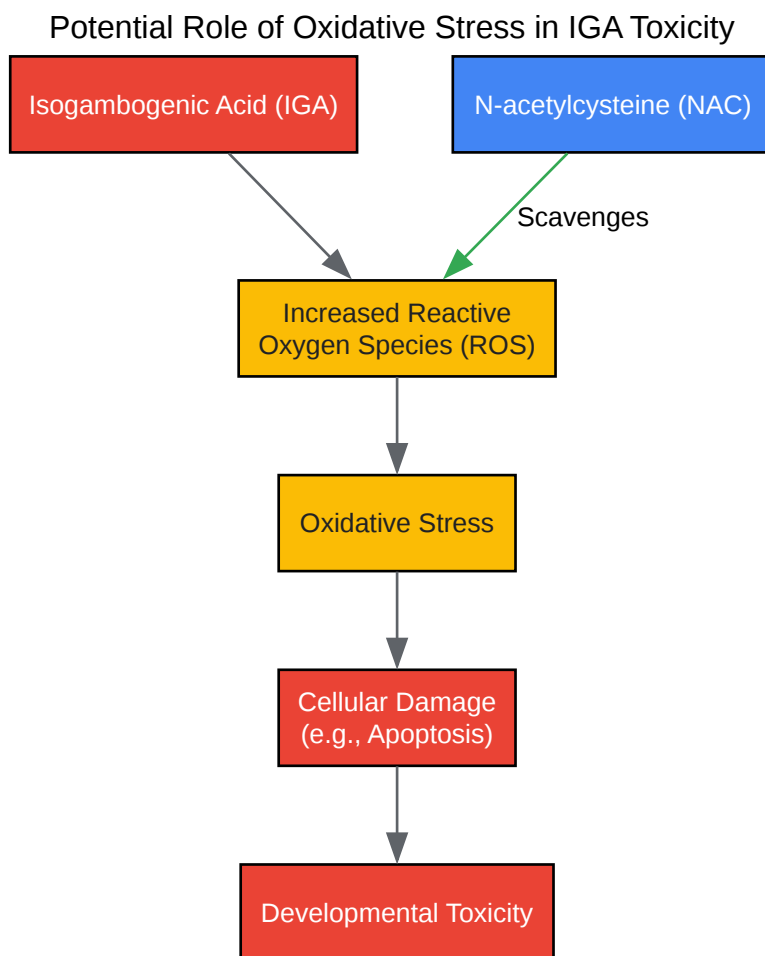 Potential Role of Oxidative Stress in IGA Toxicity
Isogambogenic Acid (IGA)
N-acetylcysteine (NAC)
Scavenges
Increased Reactive
Oxygen Species (ROS)
Oxidative Stress
Cellular Damage
(e.g., Apoptosis)
Developmental Toxicity